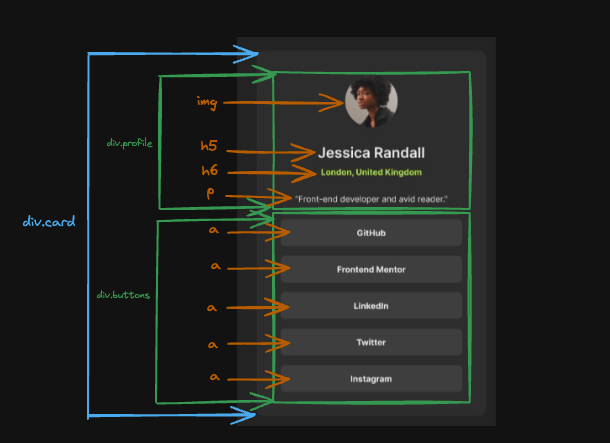 img
div.profile
h5
Jessica Randall
h6
London, United Kingdom
p
"Front-end developer and avid reader."
div.card
a
GitHub
a
Frontend Mentor
div.buttons
a
LinkedIn
a
Twitter
a
Instagram